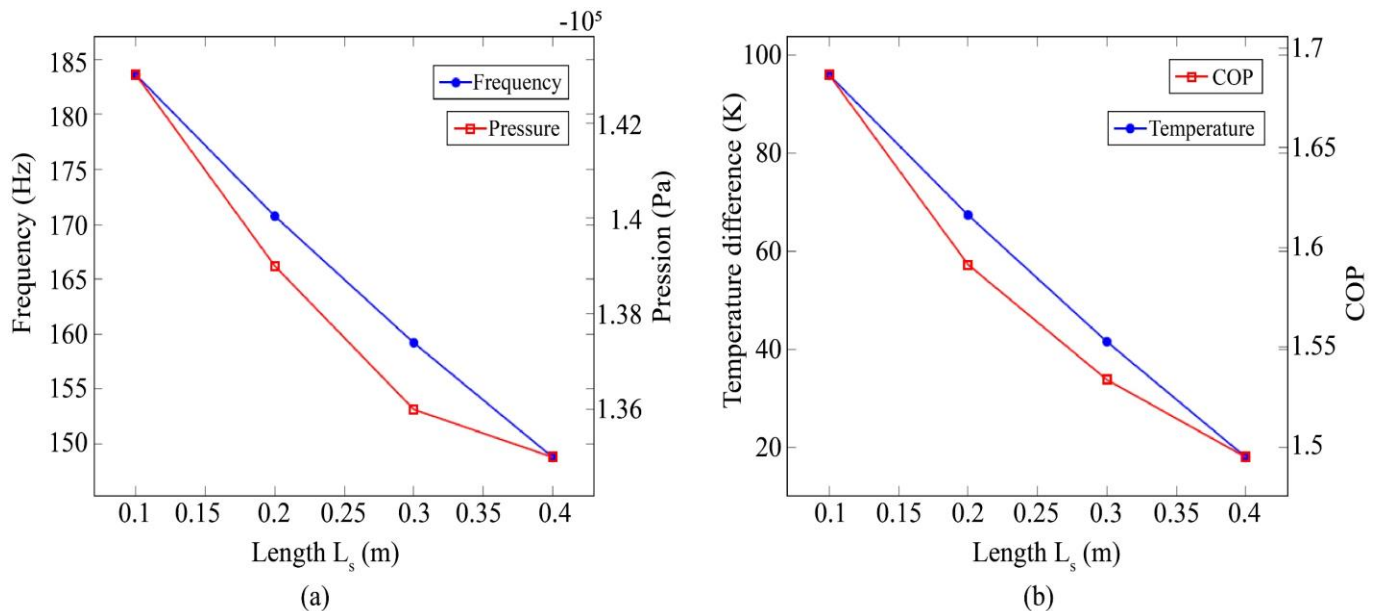 -10⁵
185
180
175
170
165
160
155
150
Frequency (Hz)
Frequency
Pressure
1.42
1.4
1.38
1.36
Pression (Pa)
0.1 0.15 0.2 0.25 0.3 0.35 0.4
Length Lₛ (m)
(a)
100
80
60
40
20
Temperature difference (K)
COP
Temperature
1.7
1.65
1.6
1.55
1.5
COP
0.1 0.15 0.2 0.25 0.3 0.35 0.4
Length Lₛ (m)
(b)